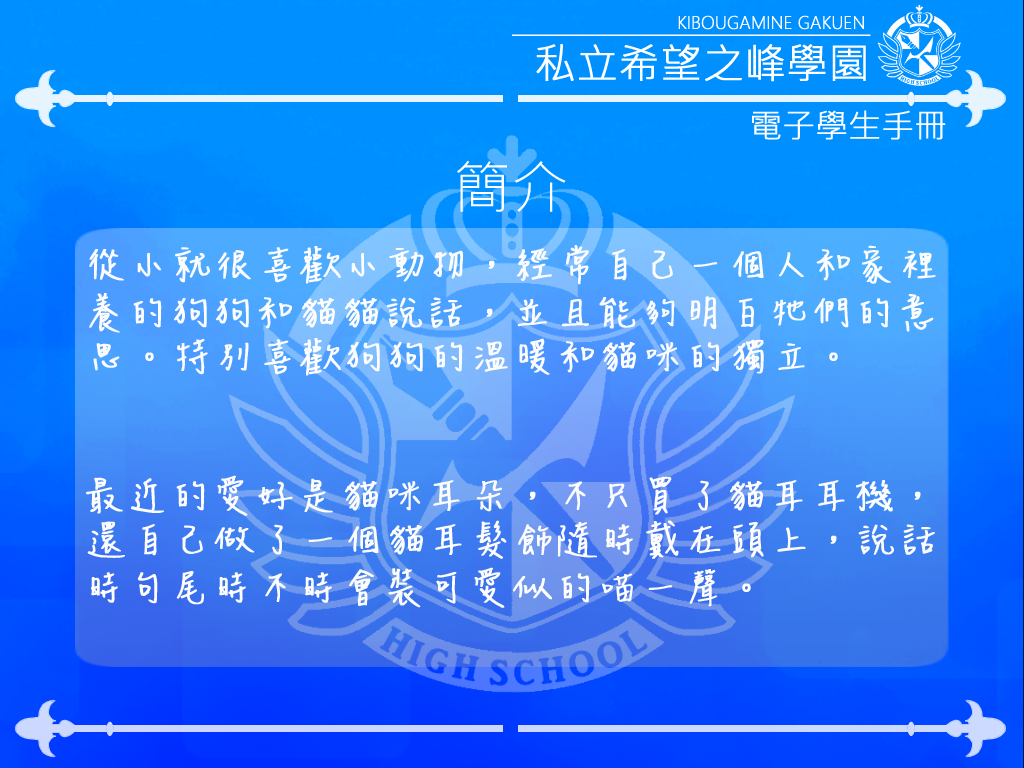 KIBOUGAMINE GAKUEN
私立希望之峰學園
HIGH SCHOOL
電子學生手冊
簡介
從小就很喜歡小動物，經常自己一個人和家裡
養的狗狗和貓貓說話，並且能夠明白牠們的意
思。特別喜歡狗狗的溫暖和貓咪的獨立。
最近的愛好是貓咪耳朵，不只買了貓耳耳機，
還自己做了一個貓耳髮飾隨時戴在頭上，說話
時句尾時不時會裝可愛似的喵一聲。
HIGH SCHOOL